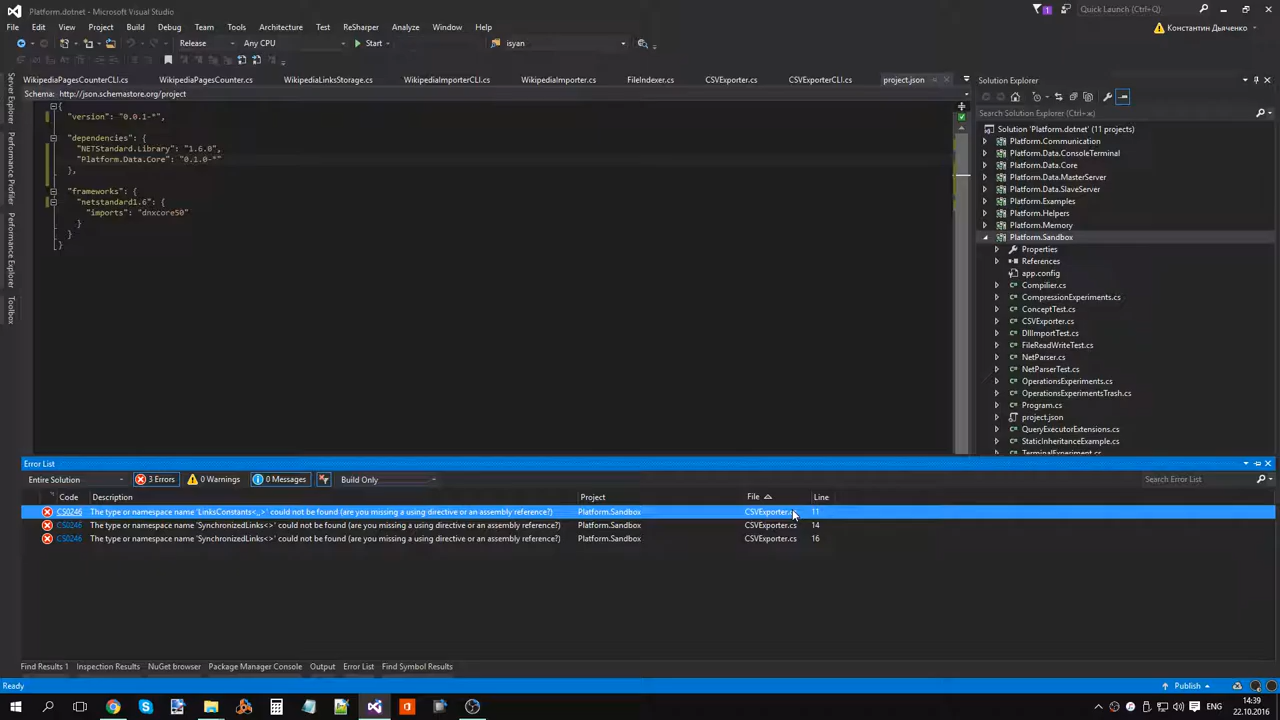 Platform.dotnet - Microsoft Visual Studio
1
Quick Launch (Ctrl+Q)
File Edit View Project Build Debug Team Tools Architecture Test ReSharper Analyze Window Help
Константин Дьяченко
Release Any CPU Start isyan
WikipediaPagesCounterCLI.cs WikipediaPagesCounter.cs WikipediaLinksStorage.cs WikipediaImporterCLI.cs WikipediaImporter.cs FileIndexer.cs CSVExporter.cs CSVExporterCLI.cs project.json
Schema: http://json.schemastore.org/project
Server Explorer
Performance Profiler
Performance Explorer
Toolbox
{
"version": "0.0.1-*",
"dependencies": {
"NETStandard.Library": "1.6.0",
"Platform.Data.Core": "0.1.0-*"
},
"frameworks": {
"netstandard1.6": {
"imports": "dnxcore50"
}
}
}
Solution Explorer
Search Solution Explorer (Ctrl+ж)
Solution 'Platform.dotnet' (11 projects)
Platform.Communication
Platform.Data.ConsoleTerminal
Platform.Data.Core
Platform.Data.MasterServer
Platform.Data.SlaveServer
Platform.Examples
Platform.Helpers
Platform.Memory
Platform.Sandbox
Properties
References
app.config
Compilier.cs
CompressionExperiments.cs
ConceptTest.cs
CSVExporter.cs
DllImportTest.cs
FileReadWriteTest.cs
NetParser.cs
NetParserTest.cs
OperationsExperiments.cs
OperationsExperimentsTrash.cs
Program.cs
project.json
QueryExecutorExtensions.cs
StaticInheritanceExample.cs
TerminalExperiment.cs
Error List
Entire Solution 3 Errors 0 Warnings 0 Messages Build Only Search Error List
Code Description Project File Line
CS0246 The type or namespace name 'LinksConstants<,,>' could not be found (are you missing a using directive or an assembly reference?) Platform.Sandbox CSVExporter.cs 11
CS0246 The type or namespace name 'SynchronizedLinks<>' could not be found (are you missing a using directive or an assembly reference?) Platform.Sandbox CSVExporter.cs 14
CS0246 The type or namespace name 'SynchronizedLinks<>' could not be found (are you missing a using directive or an assembly reference?) Platform.Sandbox CSVExporter.cs 16
Find Results 1 Inspection Results NuGet browser Package Manager Console Output Error List Find Symbol Results
Ready Publish
ENG
14:39
22.10.2016